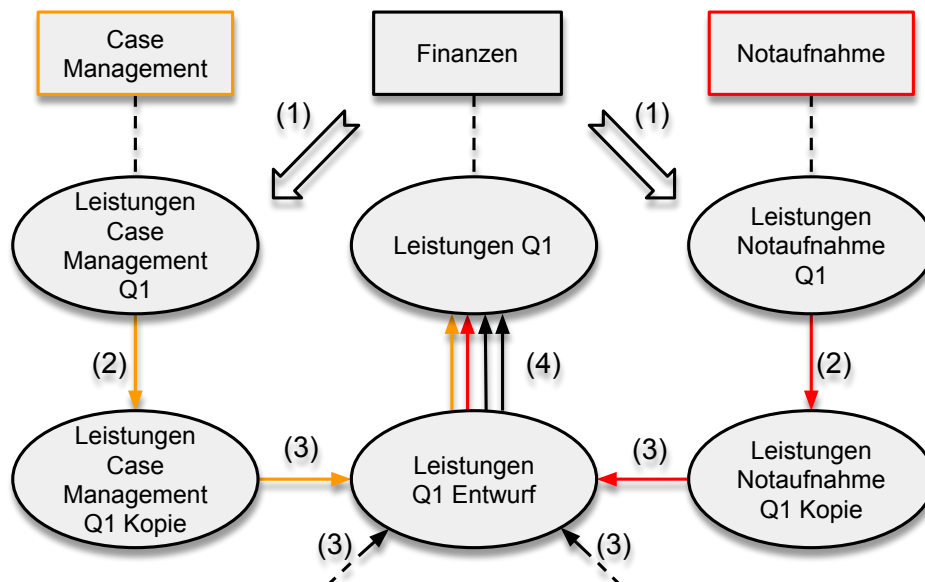 Case
Management
Finanzen
Notaufnahme
(1)
(1)
Leistungen
Case
Management
Q1
Leistungen Q1
Leistungen
Notaufnahme
Q1
(2)
(4)
(2)
Leistungen
Case
Management
Q1 Kopie
(3)
Leistungen
Q1 Entwurf
(3)
Leistungen
Notaufnahme
Q1 Kopie
(3)
(3)